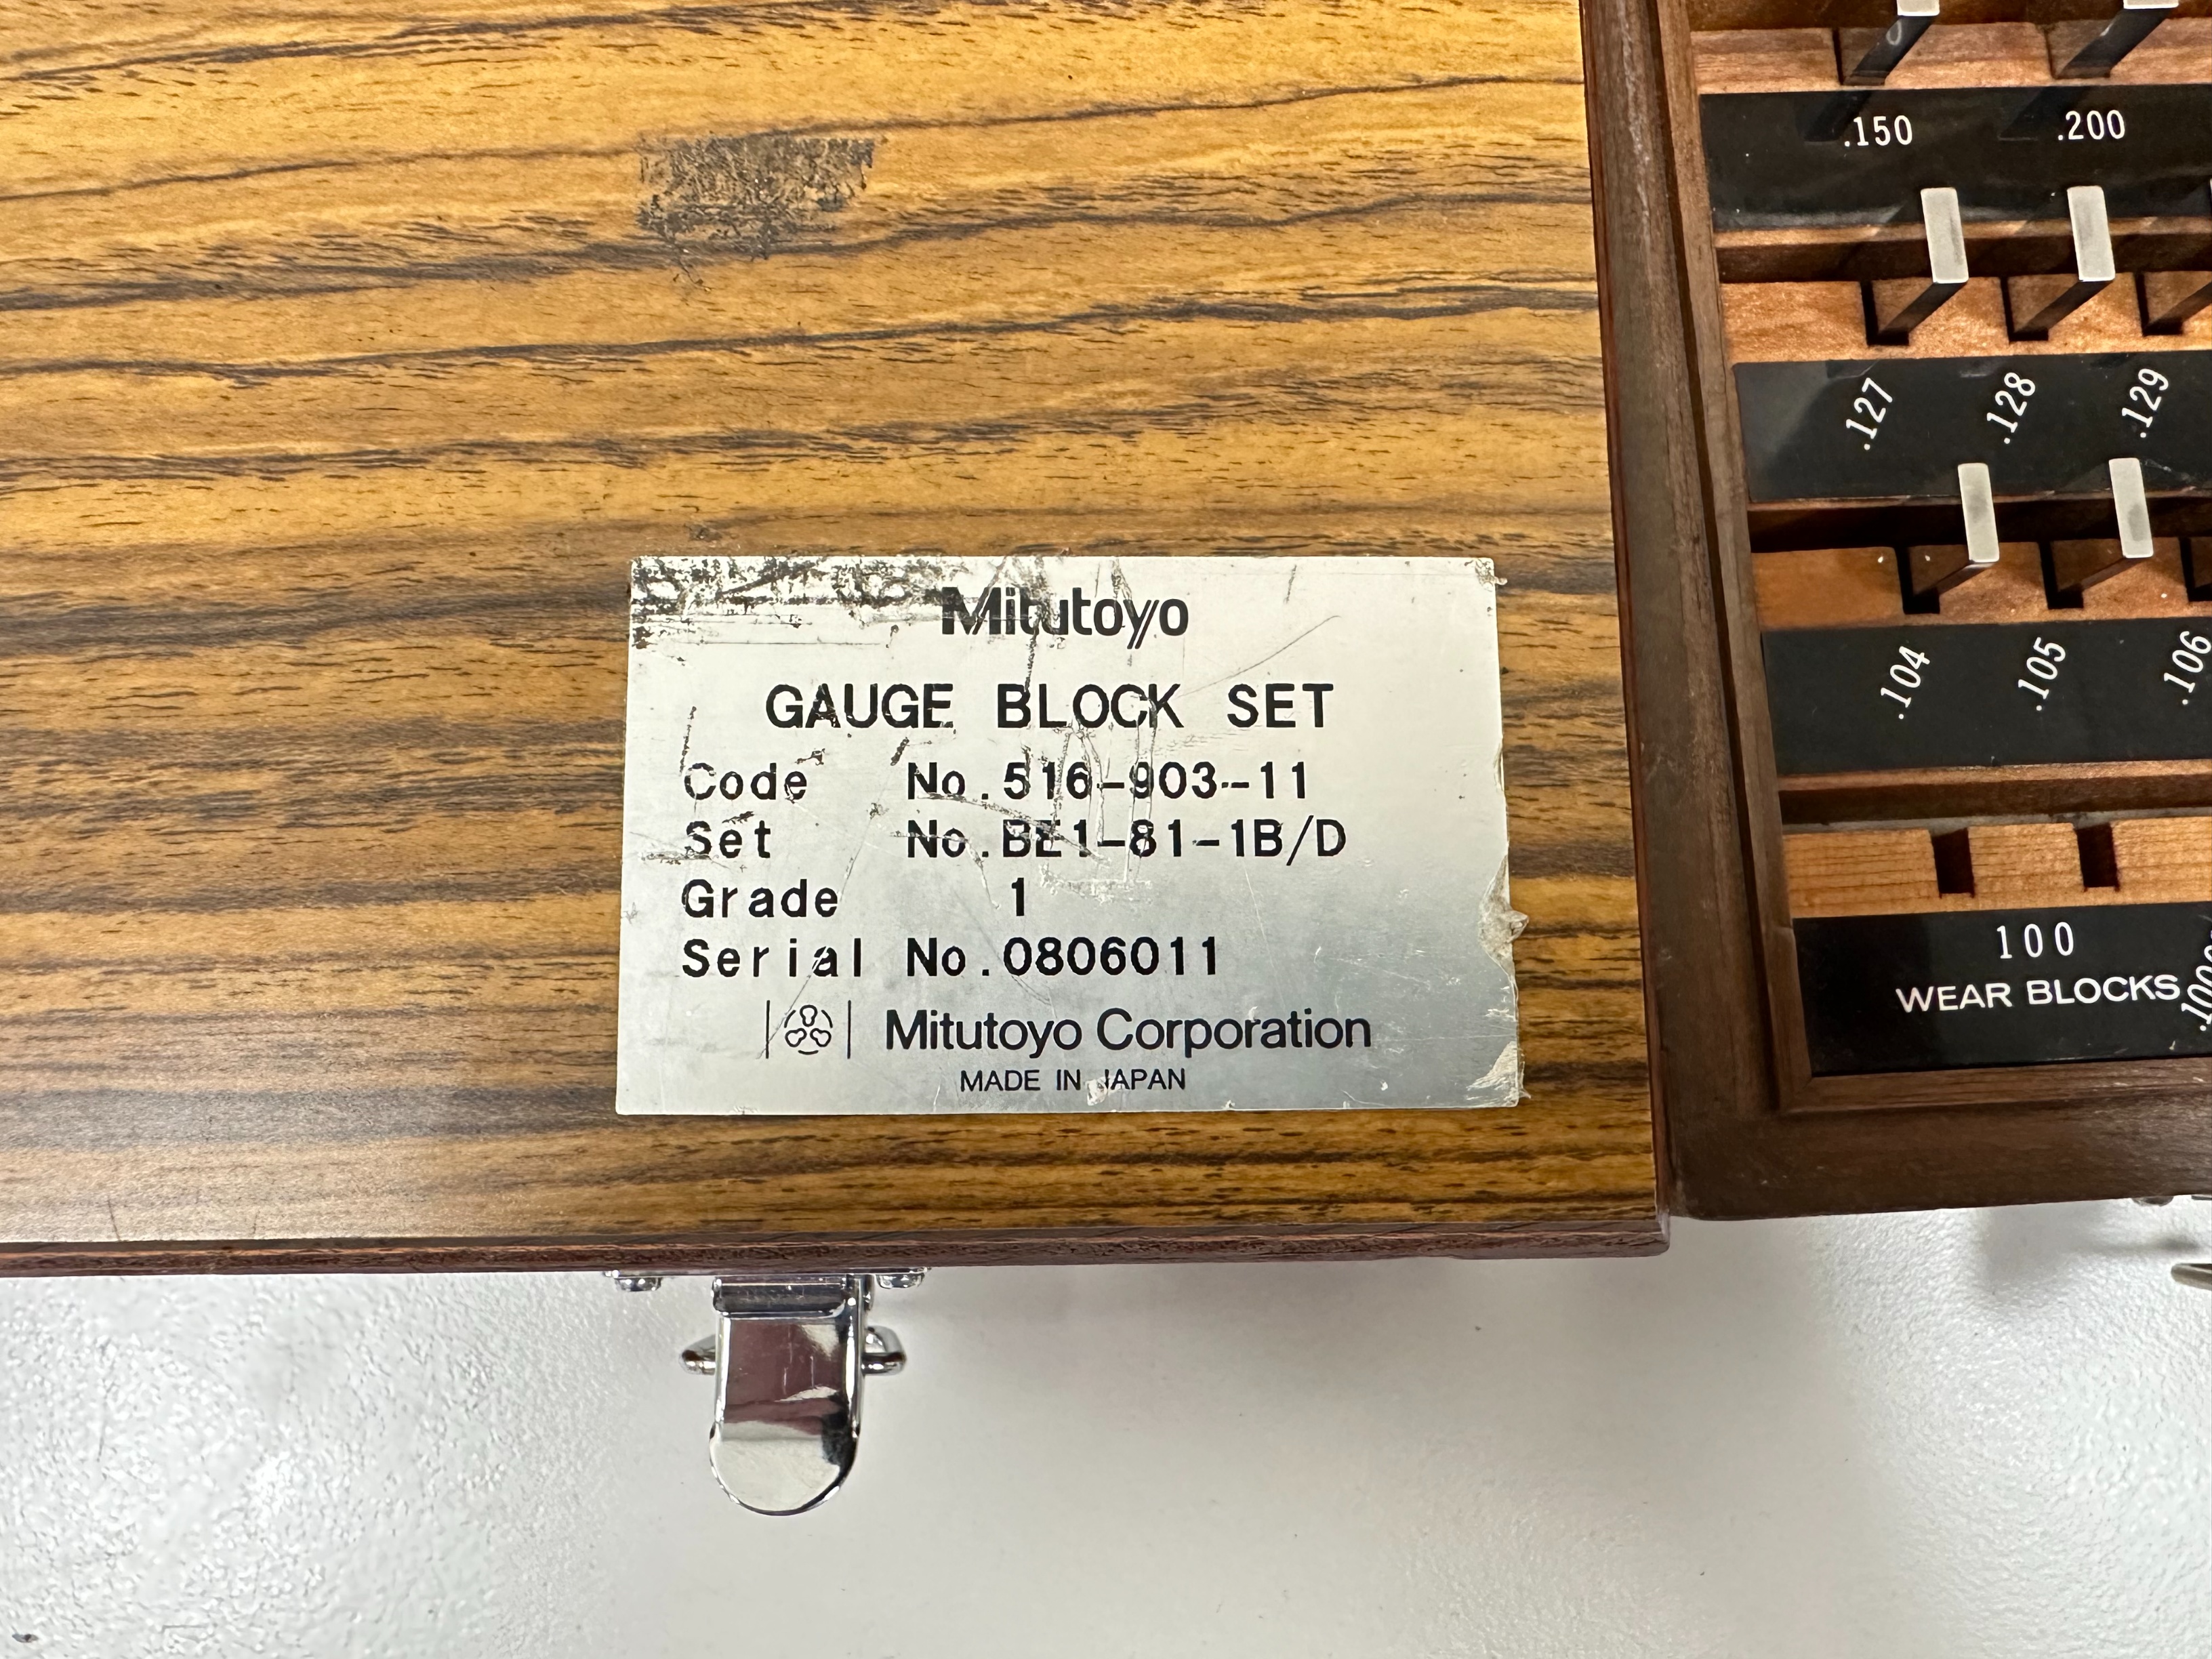 Mitutoyo
GAUGE BLOCK SET
Code No.516-903-11
Set No.BE1-81-1B/D
Grade 1
Serial No.0806011
Mitutoyo Corporation
MADE IN JAPAN
.150 .200
.127 .128 .129
.104 .105 .106
100
WEAR BLOCKS